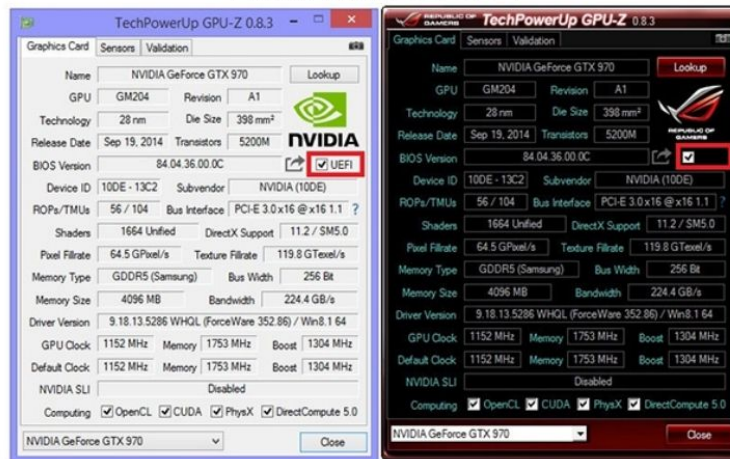 TechPowerUp GPU-Z 0.8.3
Graphics Card Sensors Validation
Name NVIDIA GeForce GTX 970 Lookup
GPU GM204 Revision A1
Technology 28 nm Die Size 398 mm²
Release Date Sep 19, 2014 Transistors 5200M
NVIDIA
BIOS Version 84.04.36.00.0C UEFI
Device ID 10DE - 13C2 Subvendor NVIDIA (10DE)
ROPs/TMUs 56 / 104 Bus Interface PCI-E 3.0 x16 @ x16 1.1 ?
Shaders 1664 Unified DirectX Support 11.2 / SM5.0
Pixel Fillrate 64.5 GPixel/s Texture Fillrate 119.8 GTexel/s
Memory Type GDDR5 (Samsung) Bus Width 256 Bit
Memory Size 4096 MB Bandwidth 224.4 GB/s
Driver Version 9.18.13.5286 WHQL (ForceWare 352.86) / Win8.1 64
GPU Clock 1152 MHz Memory 1753 MHz Boost 1304 MHz
Default Clock 1152 MHz Memory 1753 MHz Boost 1304 MHz
NVIDIA SLI Disabled
Computing OpenCL CUDA PhysX DirectCompute 5.0
NVIDIA GeForce GTX 970 Close
REPUBLIC OF GAMERS TechPowerUp GPU-Z 0.8.3
Graphics Card Sensors Validation
Name NVIDIA GeForce GTX 970 Lookup
GPU GM204 Revision A1
Technology 28 nm Die Size 398 mm²
REPUBLIC OF GAMERS
Release Date Sep 19, 2014 Transistors 5200M
BIOS Version 84.04.36.00.0C
Device ID 10DE - 13C2 Subvendor NVIDIA (10DE)
ROPs/TMUs 56 / 104 Bus Interface PCI-E 3.0 x16 @ x16 1.1 ?
Shaders 1664 Unified DirectX Support 11.2 / SM5.0
Pixel Fillrate 64.5 GPixel/s Texture Fillrate 119.8 GTexel/s
Memory Type GDDR5 (Samsung) Bus Width 256 Bit
Memory Size 4096 MB Bandwidth 224.4 GB/s
Driver Version 9.18.13.5286 WHQL (ForceWare 352.86) / Win8.1 64
GPU Clock 1152 MHz Memory 1753 MHz Boost 1304 MHz
Default Clock 1152 MHz Memory 1753 MHz Boost 1304 MHz
NVIDIA SLI Disabled
Computing OpenCL CUDA PhysX DirectCompute 5.0
NVIDIA GeForce GTX 970 Close